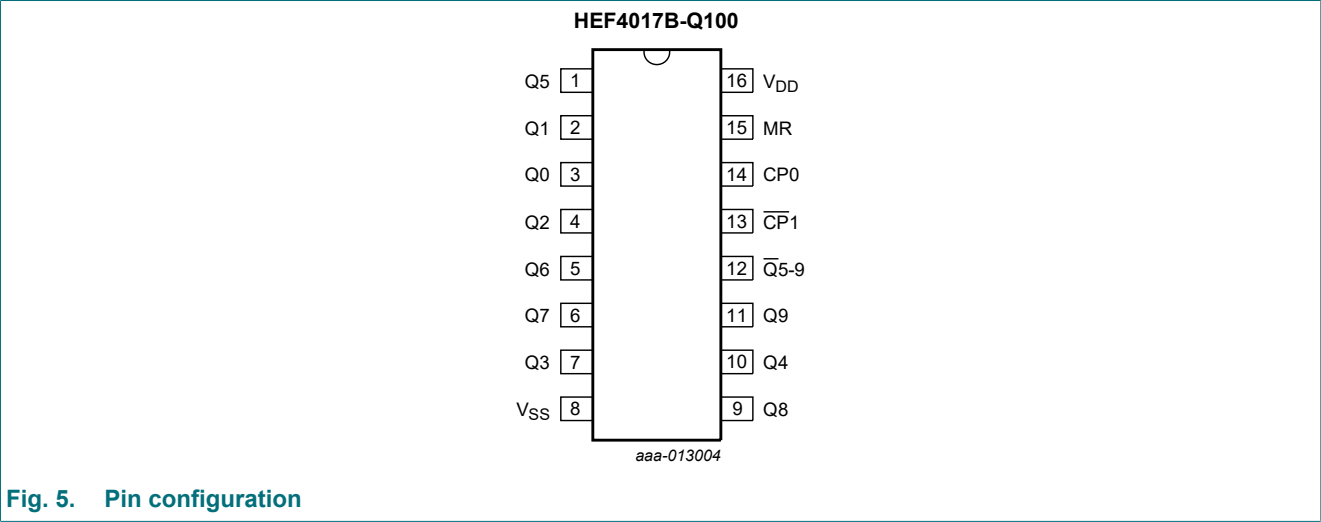 HEF4017B-Q100
Q5 1 16 VDD
Q1 2 15 MR
Q0 3 14 CP0
Q2 4 13 C̅P̅1
Q6 5 12 Q̅5-9
Q7 6 11 Q9
Q3 7 10 Q4
VSS 8 9 Q8
aaa-013004
Fig. 5. Pin configuration